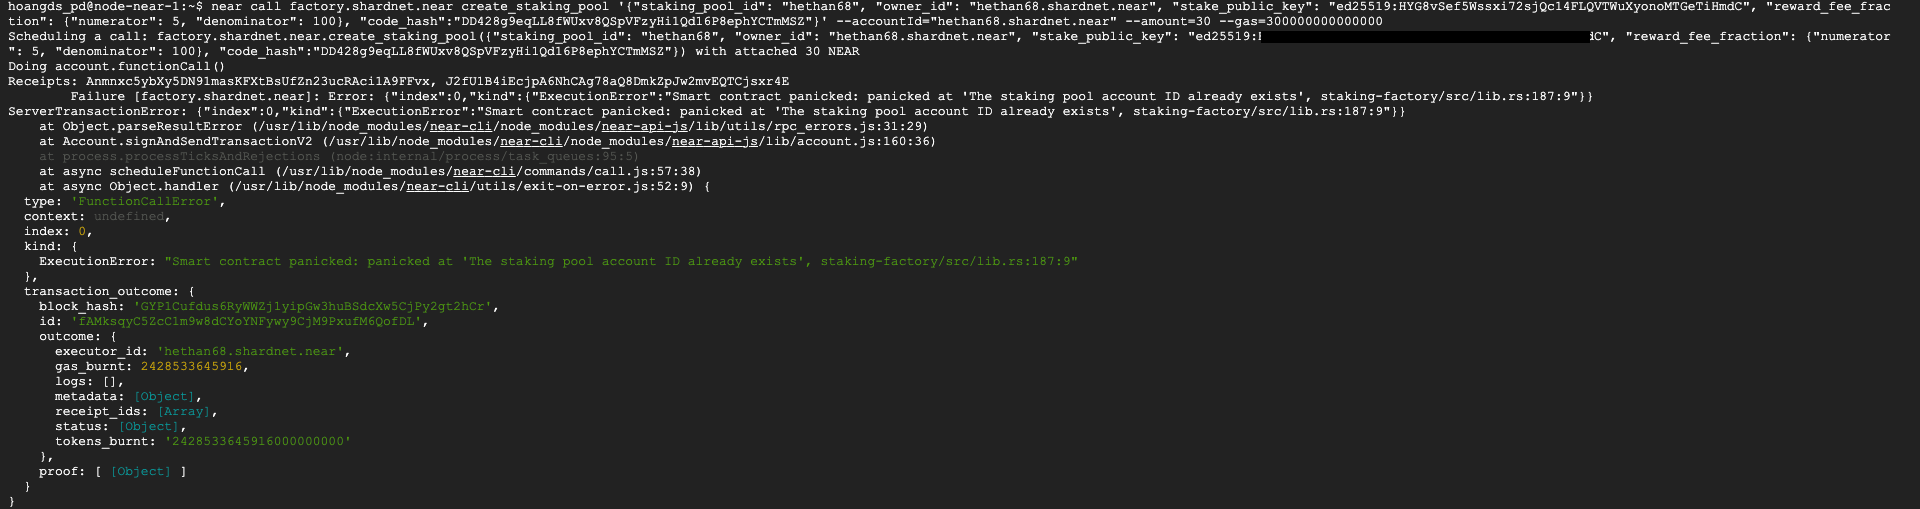 hoangds_pd@node-near-1:~$ near call factory.shardnet.near create_staking_pool '{"staking_pool_id": "hethan68", "owner_id": "hethan68.shardnet.near", "stake_public_key": "ed25519:HYG8vSef5Wssxi72sjQc14FLQVTWuXyonoMTGeTiHmdC", "reward_fee_frac
tion": {"numerator": 5, "denominator": 100}, "code_hash":"DD428g9eqLL8fWUxv8QSpVFzyHi1Qd16P8ephYCTmMSZ"}' --accountId="hethan68.shardnet.near" --amount=30 --gas=300000000000000
Scheduling a call: factory.shardnet.near.create_staking_pool({"staking_pool_id": "hethan68", "owner_id": "hethan68.shardnet.near", "stake_public_key": "ed25519: dC", "reward_fee_fraction": {"numerator
": 5, "denominator": 100}, "code_hash":"DD428g9eqLL8fWUxv8QSpVFzyHi1Qd16P8ephYCTmMSZ"}) with attached 30 NEAR
Doing account.functionCall()
Receipts: Anmnxc5ybXy5DN91masKFXtBsUfZn23ucRAci1A9FFvx, J2fU1B4iEcjpA6NhCAg78aQ8DmkZpJw2mvEQTCjsxr4E
Failure [factory.shardnet.near]: Error: {"index":0,"kind":{"ExecutionError":"Smart contract panicked: panicked at 'The staking pool account ID already exists', staking-factory/src/lib.rs:187:9"}}
ServerTransactionError: {"index":0,"kind":{"ExecutionError":"Smart contract panicked: panicked at 'The staking pool account ID already exists', staking-factory/src/lib.rs:187:9"}}
at Object.parseResultError (/usr/lib/node_modules/near-cli/node_modules/near-api-js/lib/utils/rpc_errors.js:31:29)
at Account.signAndSendTransactionV2 (/usr/lib/node_modules/near-cli/node_modules/near-api-js/lib/account.js:160:36)
at process.processTicksAndRejections (node:internal/process/task_queues:95:5)
at async scheduleFunctionCall (/usr/lib/node_modules/near-cli/commands/call.js:57:38)
at async Object.handler (/usr/lib/node_modules/near-cli/utils/exit-on-error.js:52:9) {
type: 'FunctionCallError',
context: undefined,
index: 0,
kind: {
ExecutionError: "Smart contract panicked: panicked at 'The staking pool account ID already exists', staking-factory/src/lib.rs:187:9"
},
transaction_outcome: {
block_hash: 'GYP1Cufdus6RyWWZj1yipGw3huBSdcXw5CjPy2gt2hCr',
id: 'fAMksqyC5ZcC1m9w8dCYoYNFywy9CjM9PxufM6QofDL',
outcome: {
executor_id: 'hethan68.shardnet.near',
gas_burnt: 2428533645916,
logs: [],
metadata: [Object],
receipt_ids: [Array],
status: [Object],
tokens_burnt: '2428533645916000000000'
},
proof: [ [Object] ]
}
}